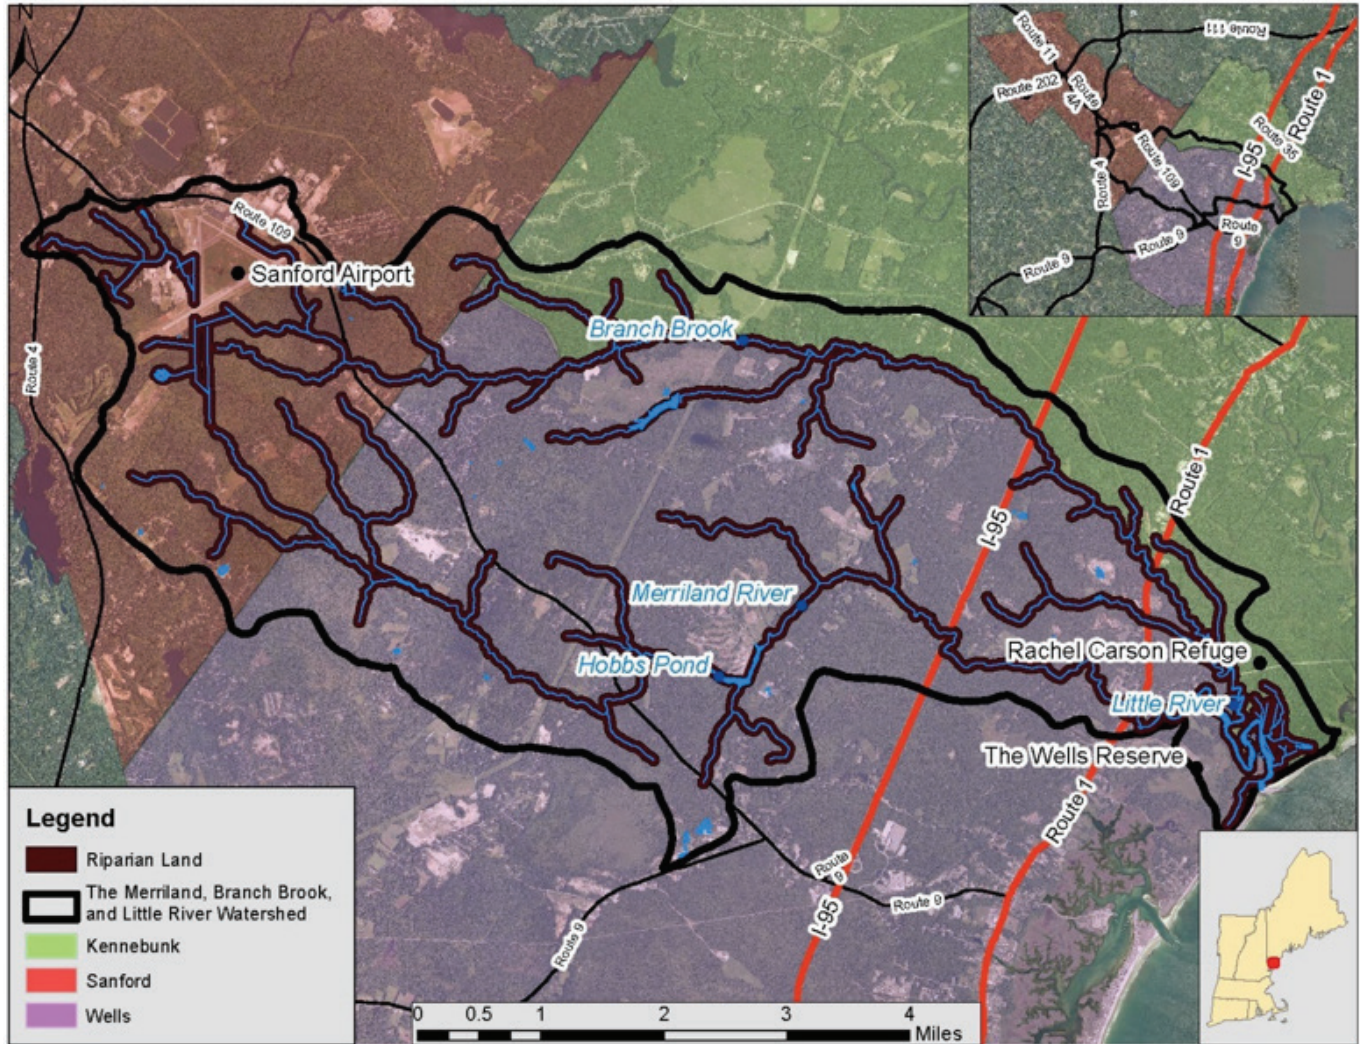 N
Route 11
Route 111
Route 202
Route 4A
Route 1
I-95
Route 35
Route 109
Route 4
Route 9
Route 9
Route 9
Route 109
Sanford Airport
Branch Brook
Route 4
Route 1
I-95
Merriland River
Rachel Carson Refuge
Hobbs Pond
Little River
The Wells Reserve
Route 1
Route 9
Route 9
I-95
Route 9
Legend
Riparian Land
The Merriland, Branch Brook,
and Little River Watershed
Kennebunk
Sanford
Wells
0 0.5 1 2 3 4
Miles